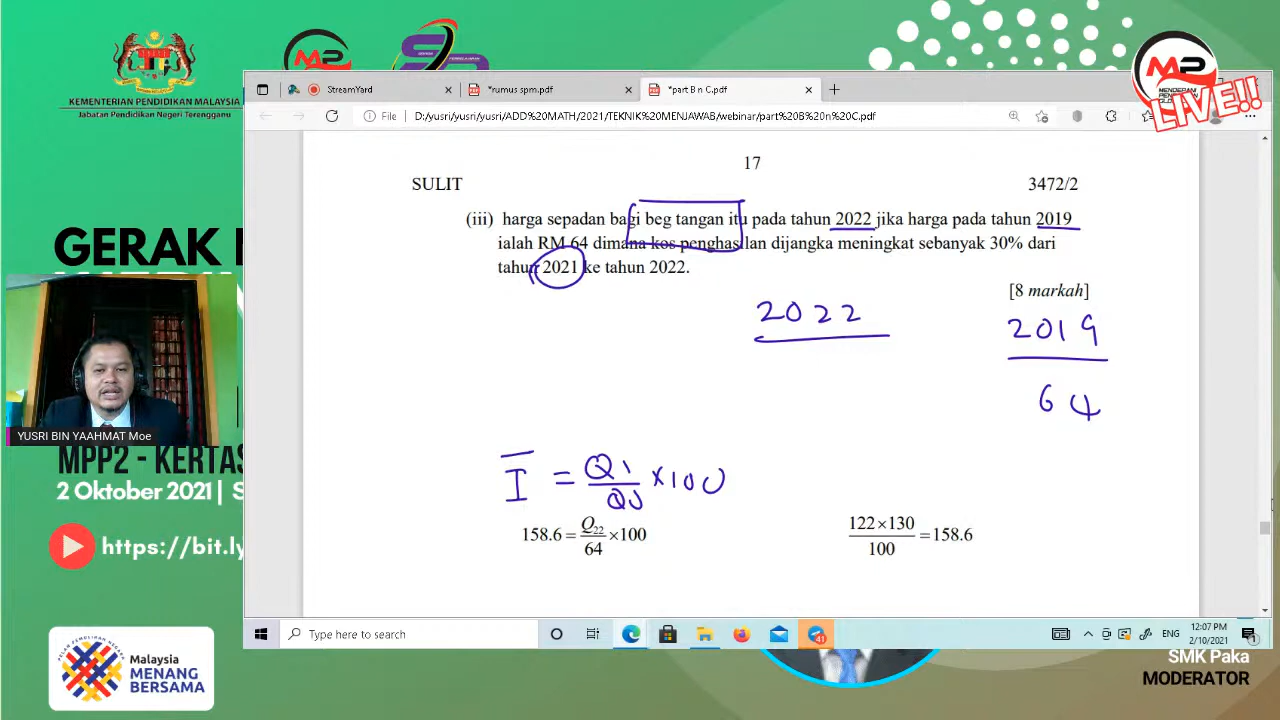 KEMENTERIAN PENDIDIKAN MALAYSIA
Jabatan Pendidikan Negeri Terengganu
MP
MP
LIVE!!
StreamYard
*rumus spm.pdf
*part B n C.pdf
File
D:/yusri/yusri/yusri/ADD%20MATH/2021/TEKNIK%20MENJAWAB/webinar/part%20B%20n%20C.pdf
17
SULIT
3472/2
(iii) harga sepadan bagi beg tangan itu pada tahun 2022 jika harga pada tahun 2019
ialah RM 64 dimana kos penghasilan dijangka meningkat sebanyak 30% dari
tahun 2021 ke tahun 2022.
[8 markah]
2022
2019
64
I = Q1/Q0 × 100
158.6 = Q22/64 ×100
122×130/100 = 158.6
GERAK
YUSRI BIN YAAHMAT Moe
MPP2 - KERTAS
2 Oktober 2021 | S
https://bit.ly
Malaysia
MENANG
BERSAMA
Type here to search
41
ENG
12:07 PM
2/10/2021
SMK Paka
MODERATOR